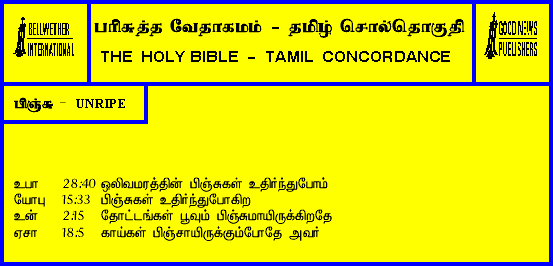 BELLWETHER
INTERNATIONAL
பரிசுத்த வேதாகமம் - தமிழ் சொல்தொகுதி
THE HOLY BIBLE - TAMIL CONCORDANCE
GOOD NEWS
PUBLISHERS
பிஞ்சு - UNRIPE
உபா 28:40 ஒலிவமரத்தின் பிஞ்சுகள் உதிர்ந்துபோம்
யோபு 15:33 பிஞ்சுகள் உதிர்ந்துபோகிற
உன் 2:15 தோட்டங்கள் பூவும் பிஞ்சுமாயிருக்கிறதே
ஏசா 18:5 காய்கள் பிஞ்சாயிருக்கும்போதே அவர்